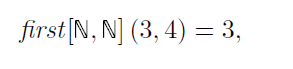 first[ℕ, ℕ] (3, 4) = 3,